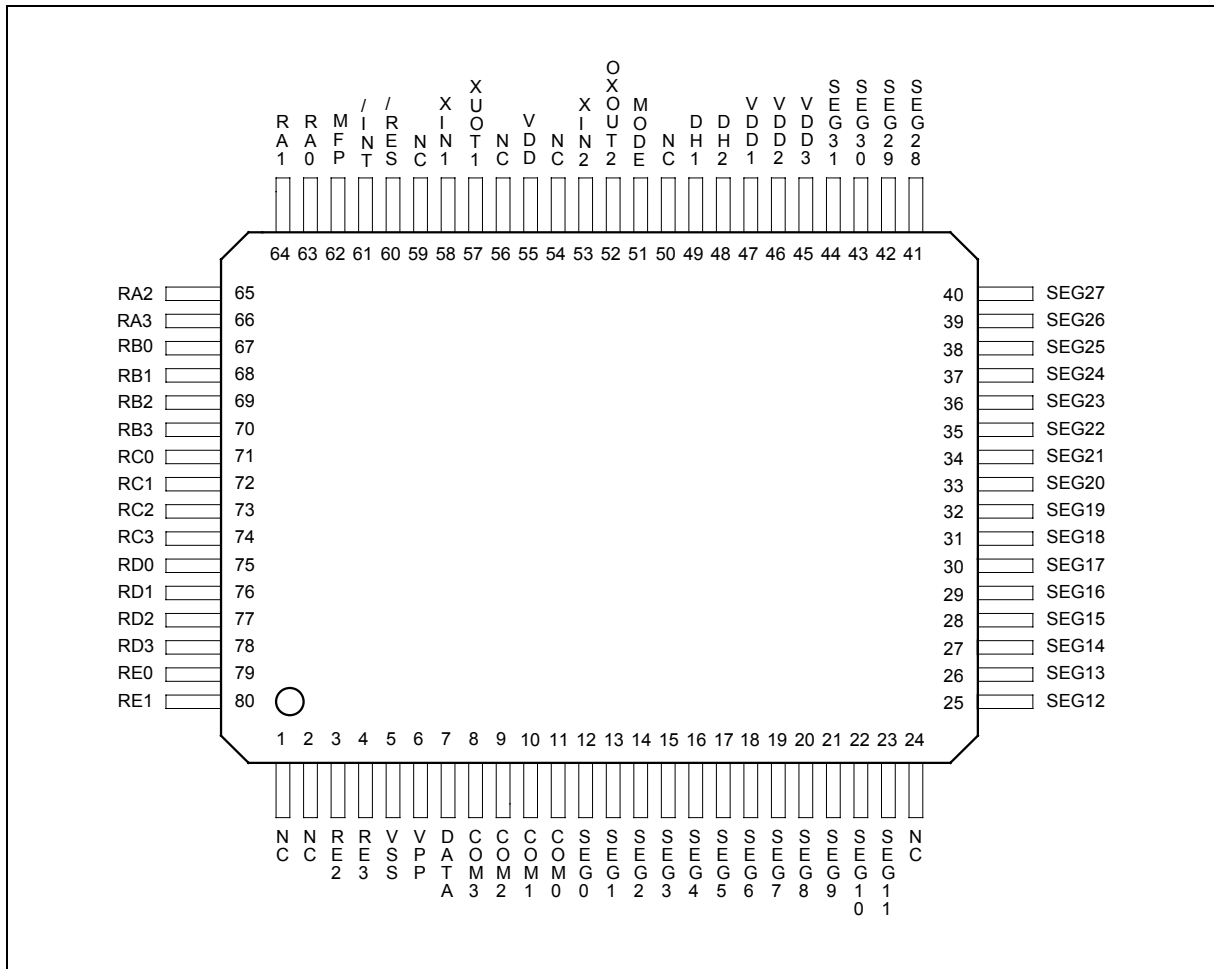 RA1 RA0 MFP /INT /RES NC XIN1 XUOT1 NC VDD NC XIN2 OXOUT2 MODE NC DH1 DH2 VDD1 VDD2 VDD3 SEG31 SEG30 SEG29 SEG28
64 63 62 61 60 59 58 57 56 55 54 53 52 51 50 49 48 47 46 45 44 43 42 41
RA2 65 40 SEG27
RA3 66 39 SEG26
RB0 67 38 SEG25
RB1 68 37 SEG24
RB2 69 36 SEG23
RB3 70 35 SEG22
RC0 71 34 SEG21
RC1 72 33 SEG20
RC2 73 32 SEG19
RC3 74 31 SEG18
RD0 75 30 SEG17
RD1 76 29 SEG16
RD2 77 28 SEG15
RD3 78 27 SEG14
RE0 79 26 SEG13
RE1 80 25 SEG12
1 2 3 4 5 6 7 8 9 10 11 12 13 14 15 16 17 18 19 20 21 22 23 24
NC NC RE2 RE3 VSS VPP DATA COM3 COM2 COM1 COM0 SEG0 SEG1 SEG2 SEG3 SEG4 SEG5 SEG6 SEG7 SEG8 SEG9 SEG10 SEG11 NC